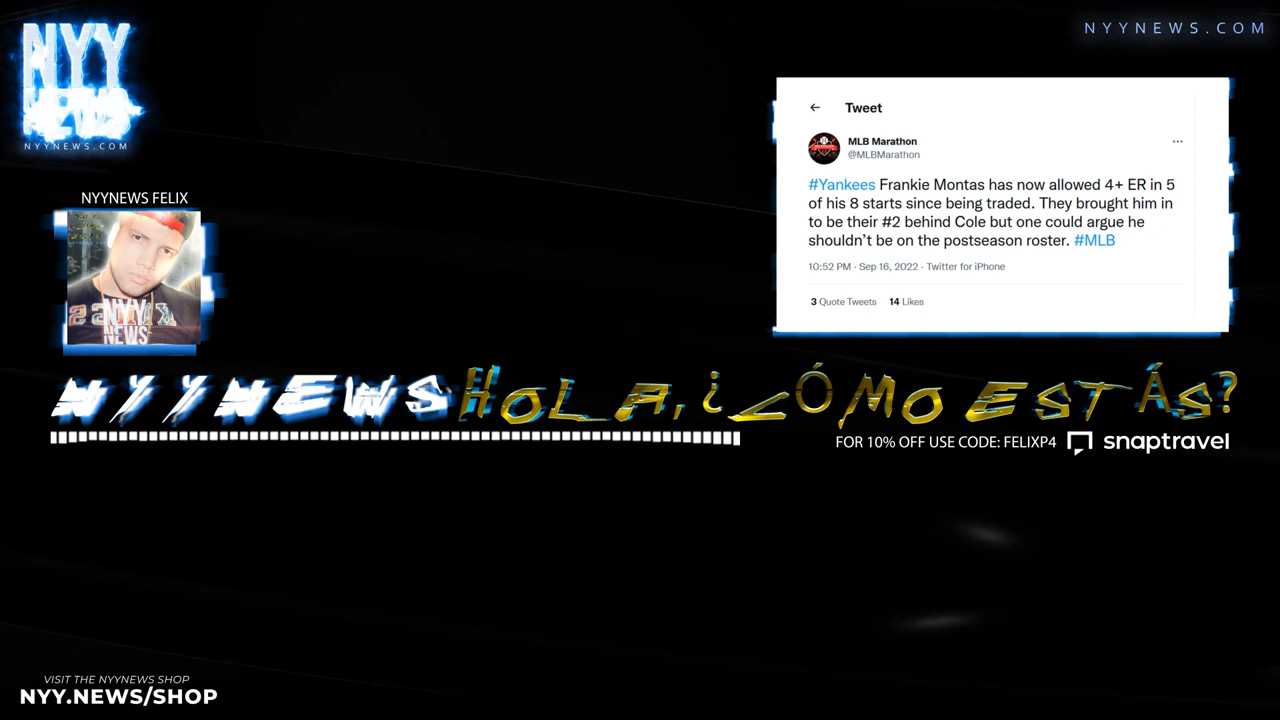 NYY
NEWS
NYYNEWS.COM
NYYNEWS.COM
NYYNEWS FELIX
NYY
NEWS
← Tweet
MLB Marathon
@MLBMarathon
...
#Yankees Frankie Montas has now allowed 4+ ER in 5
of his 8 starts since being traded. They brought him in
to be their #2 behind Cole but one could argue he
shouldn't be on the postseason roster. #MLB
10:52 PM · Sep 16, 2022 · Twitter for iPhone
3 Quote Tweets 14 Likes
NYYNEWS HOLA, ¿CÓMO ESTÁS?
FOR 10% OFF USE CODE: FELIXP4 snaptravel
VISIT THE NYYNEWS SHOP
NYY.NEWS/SHOP